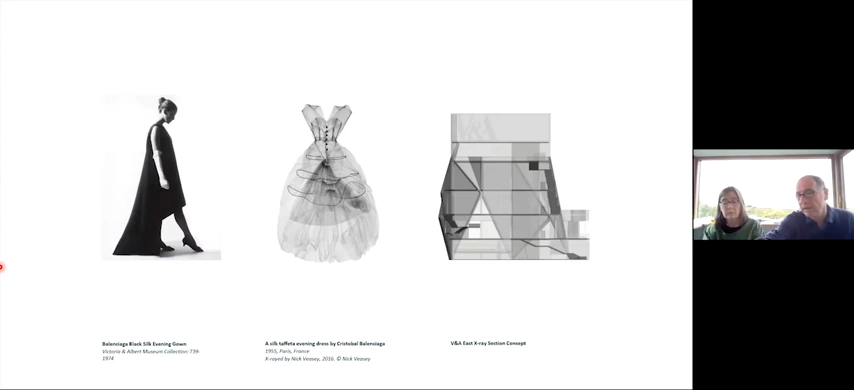 Balenciaga Black Silk Evening Gown
Victoria & Albert Museum Collection: T39-
1974
A silk taffeta evening dress by Cristobal Balenciaga
1955, Paris, France
X-rayed by Nick Veasey, 2016. © Nick Veasey
V&A East X-ray Section Concept